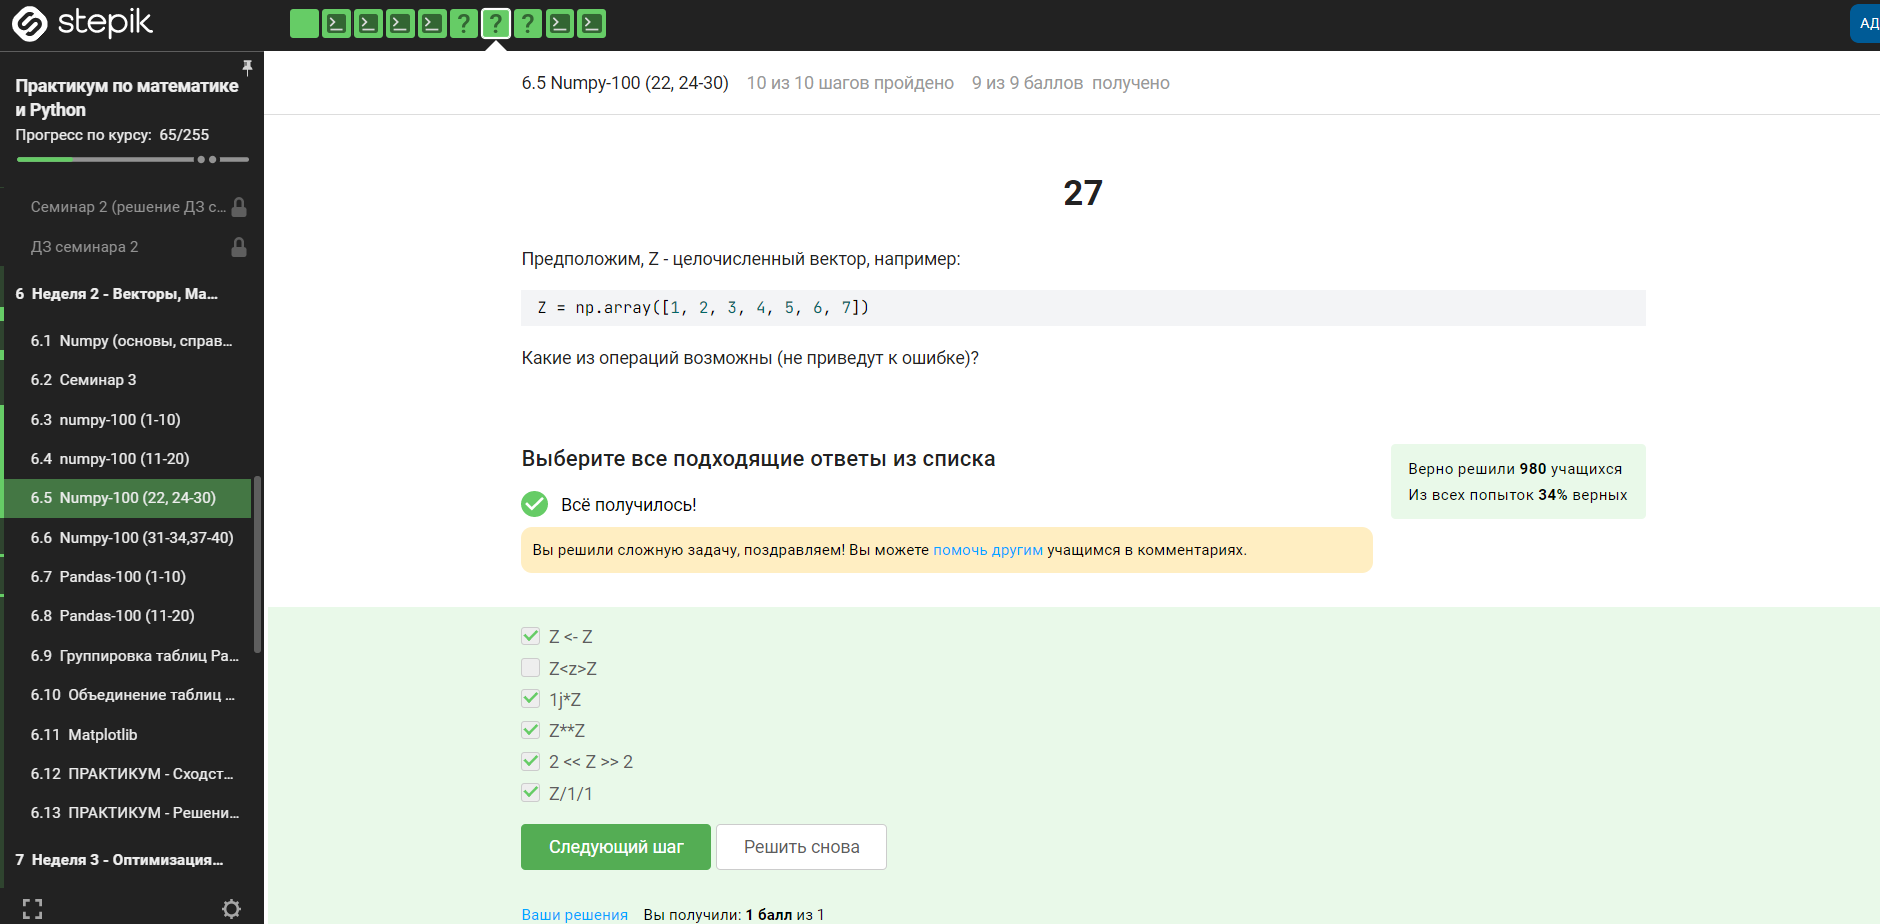 stepik
АД
Практикум по математике
и Python
Прогресс по курсу: 65/255
Семинар 2 (решение ДЗ с...
ДЗ семинара 2
6 Неделя 2 - Векторы, Ма...
6.1 Numpy (основы, справ...
6.2 Семинар 3
6.3 numpy-100 (1-10)
6.4 numpy-100 (11-20)
6.5 Numpy-100 (22, 24-30)
6.6 Numpy-100 (31-34,37-40)
6.7 Pandas-100 (1-10)
6.8 Pandas-100 (11-20)
6.9 Группировка таблиц Pa...
6.10 Объединение таблиц ...
6.11 Matplotlib
6.12 ПРАКТИКУМ - Сходст...
6.13 ПРАКТИКУМ - Решени...
7 Неделя 3 - Оптимизация...
6.5 Numpy-100 (22, 24-30) 10 из 10 шагов пройдено 9 из 9 баллов получено
27
Предположим, Z - целочисленный вектор, например:
Z = np.array([1, 2, 3, 4, 5, 6, 7])
Какие из операций возможны (не приведут к ошибке)?
Выберите все подходящие ответы из списка
Всё получилось!
Вы решили сложную задачу, поздравляем! Вы можете помочь другим учащимся в комментариях.
Верно решили 980 учащихся
Из всех попыток 34% верных
Z <- Z
Z<z>Z
1j*Z
Z**Z
2 << Z >> 2
Z/1/1
Следующий шаг
Решить снова
Ваши решения Вы получили: 1 балл из 1